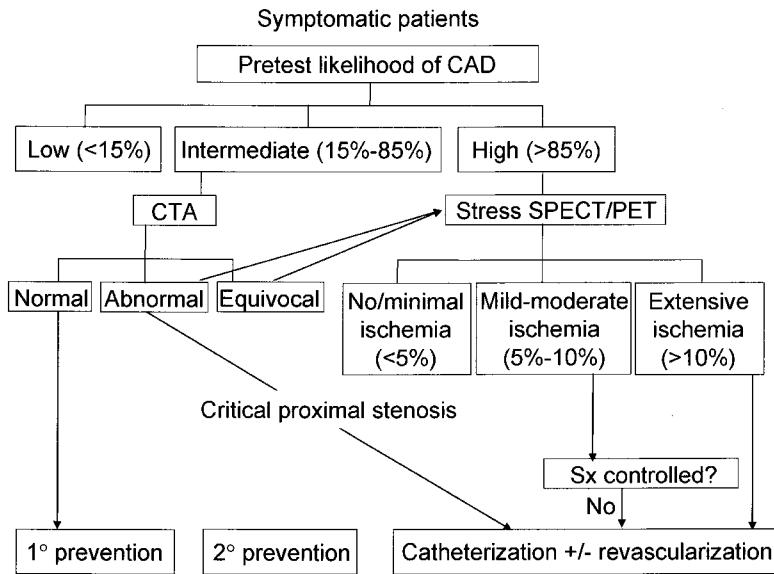 Symptomatic patients
Pretest likelihood of CAD
Low (<15%)
Intermediate (15%-85%)
High (>85%)
CTA
Stress SPECT/PET
Normal
Abnormal
Equivocal
No/minimal
ischemia
(<5%)
Mild-moderate
ischemia
(5%-10%)
Extensive
ischemia
(>10%)
Critical proximal stenosis
Sx controlled?
No
1° prevention
2° prevention
Catheterization +/- revascularization